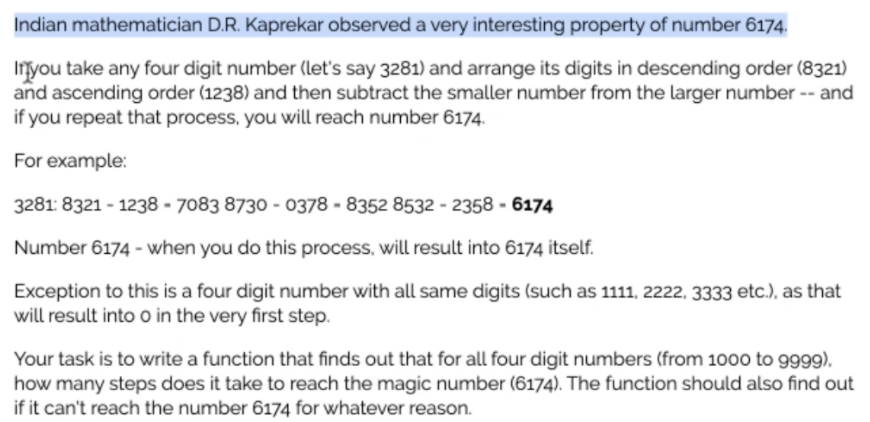 Indian mathematician D.R. Kaprekar observed a very interesting property of number 6174.
If you take any four digit number (let's say 3281) and arrange its digits in descending order (8321)
and ascending order (1238) and then subtract the smaller number from the larger number -- and
if you repeat that process, you will reach number 6174.
For example:
3281: 8321 - 1238 = 7083 8730 - 0378 = 8352 8532 - 2358 = 6174
Number 6174 - when you do this process, will result into 6174 itself.
Exception to this is a four digit number with all same digits (such as 1111, 2222, 3333 etc.), as that
will result into 0 in the very first step.
Your task is to write a function that finds out that for all four digit numbers (from 1000 to 9999),
how many steps does it take to reach the magic number (6174). The function should also find out
if it can't reach the number 6174 for whatever reason.